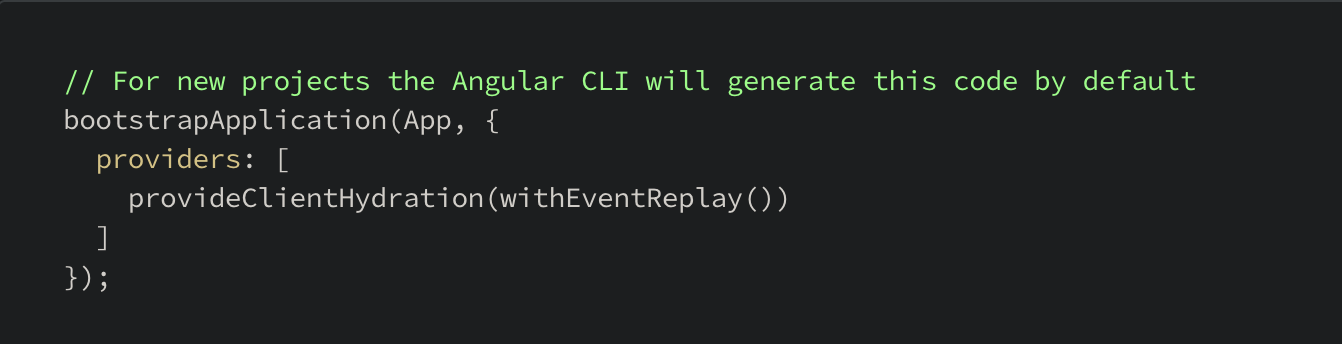 // For new projects the Angular CLI will generate this code by default
bootstrapApplication(App, {
  providers: [
    provideClientHydration(withEventReplay())
  ]
});